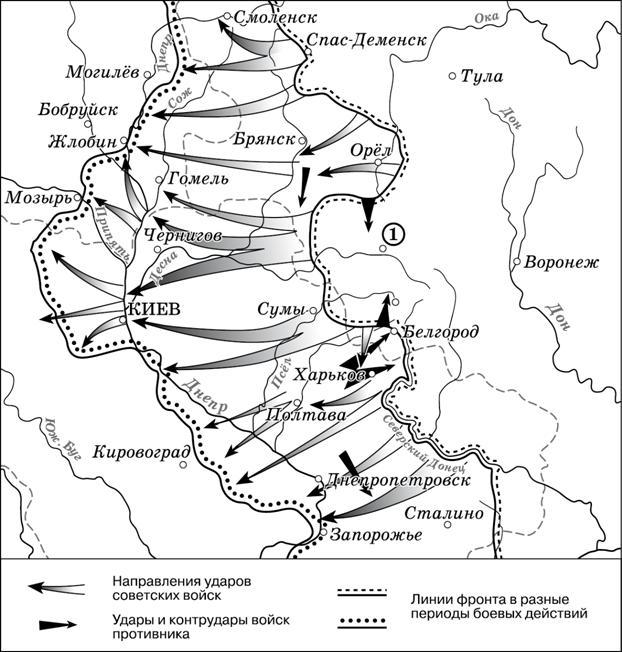 Смоленск
Спас-Деменск
Ока
Днепр
Могилёв
Тула
Сож
Бобруйск
Дон
Жлобин
Брянск
Орёл
Гомель
Мозырь
Припять
Чернигов
1
Десна
Воронеж
КИЕВ
Сумы
Белгород
Дон
Псёл
Харьков
Днепр
Полтава
Северский Донец
Юж. Буг
Кировоград
Днепропетровск
Сталино
Запорожье
Направления ударов
советских войск
Удары и контрудары войск
противника
Линии фронта в разные
периоды боевых действий